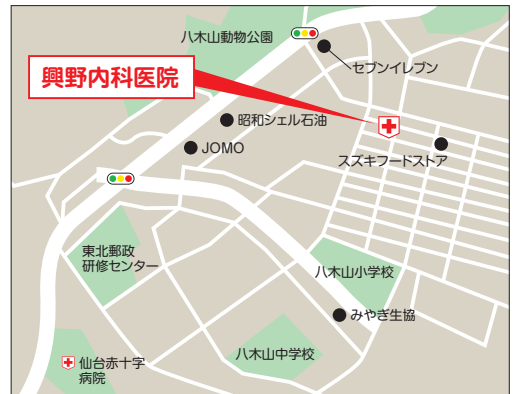 八木山動物公園
セブンイレブン
興野内科医院
昭和シェル石油
JOMO
スズキフードストア
東北郵政
研修センター
八木山小学校
みやぎ生協
八木山中学校
仙台赤十字
病院